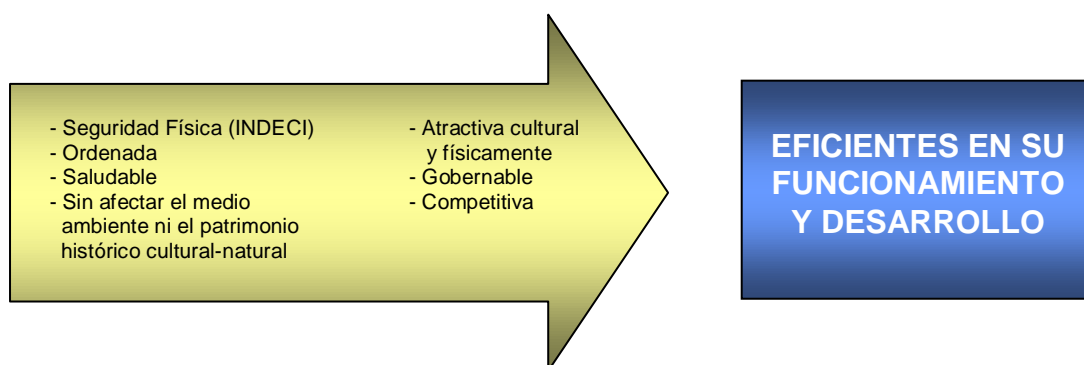 - Seguridad Física (INDECI)
- Ordenada
- Saludable
- Sin afectar el medio
ambiente ni el patrimonio
histórico cultural-natural
- Atractiva cultural
y físicamente
- Gobernable
- Competitiva
EFICIENTES EN SU
FUNCIONAMIENTO
Y DESARROLLO